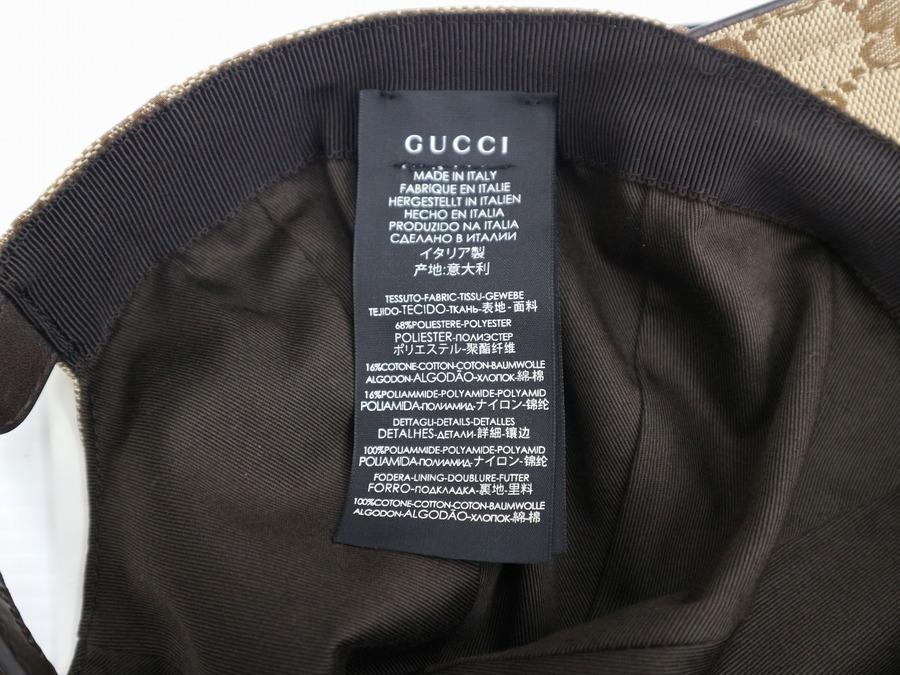 GUCCI
MADE IN ITALY
FABRIQUE EN ITALIE
HERGESTELLT IN ITALIEN
HECHO EN ITALIA
PRODUZIDO NA ITALIA
СДЕЛАНО В ИТАЛИИ
イタリア製
产地:意大利
TESSUTO-FABRIC-TISSU-GEWEBE
TEJIDO-TECIDO-ТКАНЬ-表地-面料
68%POLIESTERE-POLYESTER
POLIESTER-ПОЛИЭСТЕР
ポリエステル-聚酯纤维
16%COTONE-COTTON-COTON-BAUMWOLLE
ALGODON-ALGODÃO-ХЛОПОК-綿-棉
16%POLIAMMIDE-POLYAMIDE-POLYAMID
POLIAMIDA-ПОЛИАМИД-ナイロン-锦纶
DETTAGLI-DETAILS-DETALLES
DETALHES-ДЕТАЛИ-詳細-镶边
100%POLIAMMIDE-POLYAMIDE-POLYAMID
POLIAMIDA-ПОЛИАМИД-ナイロン-锦纶
FODERA-LINING-DOUBLURE-FUTTER
FORRO-ПОДКЛАДКА-裏地-里料
100%COTONE-COTTON-COTON-BAUMWOLLE
ALGODON-ALGODÃO-ХЛОПОК-綿-棉